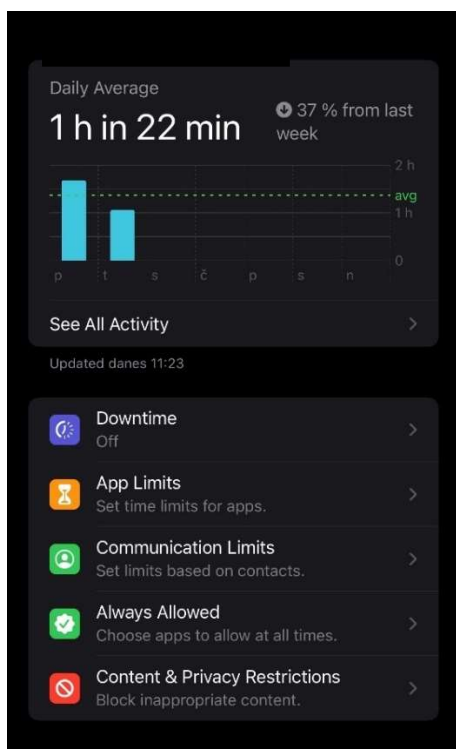 Daily Average
1 h in 22 min
37 % from last
week
2 h
avg
1 h
0
p t s č p s n
See All Activity
Updated danes 11:23
Downtime
Off
App Limits
Set time limits for apps.
Communication Limits
Set limits based on contacts.
Always Allowed
Choose apps to allow at all times.
Content & Privacy Restrictions
Block inappropriate content.